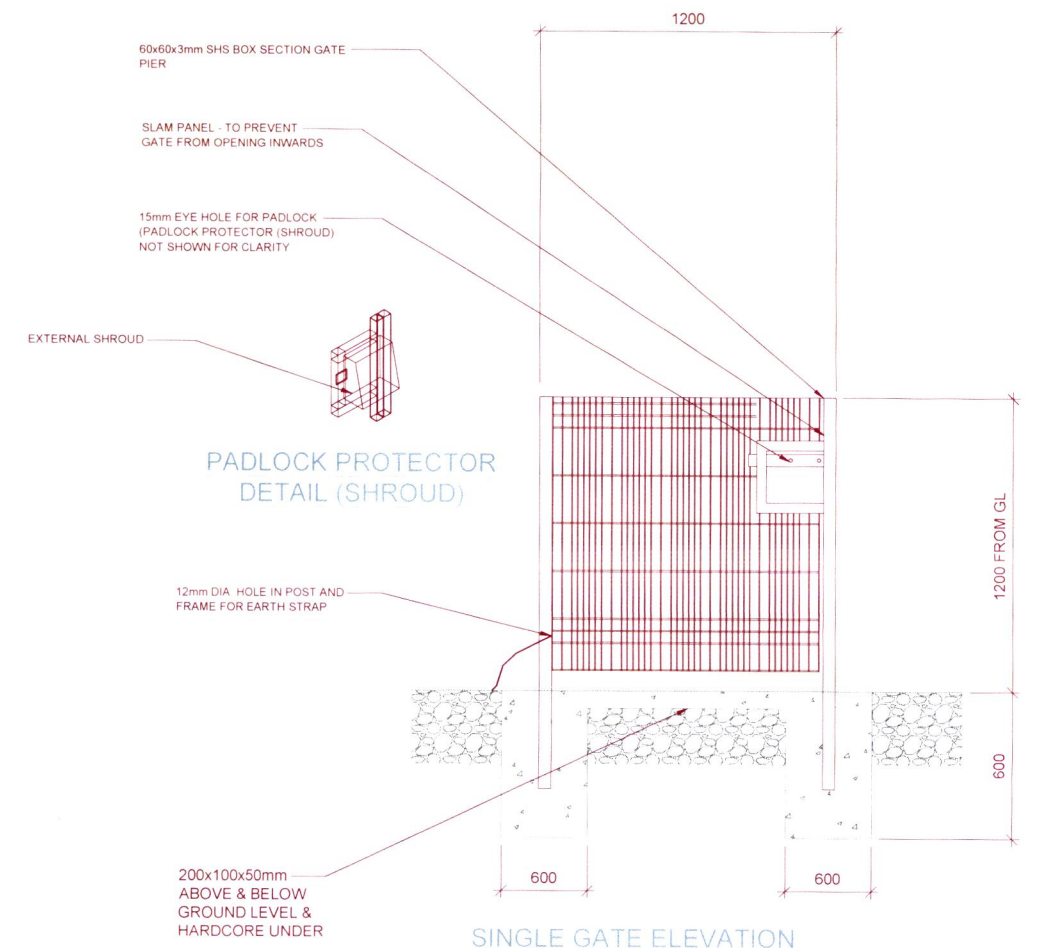 1200
60x60x3mm SHS BOX SECTION GATE
PIER
SLAM PANEL - TO PREVENT
GATE FROM OPENING INWARDS
15mm EYE HOLE FOR PADLOCK
(PADLOCK PROTECTOR (SHROUD)
NOT SHOWN FOR CLARITY
EXTERNAL SHROUD
PADLOCK PROTECTOR
DETAIL (SHROUD)
1200 FROM GL
12mm DIA HOLE IN POST AND
FRAME FOR EARTH STRAP
600
200x100x50mm
ABOVE & BELOW
GROUND LEVEL &
HARDCORE UNDER
600
600
SINGLE GATE ELEVATION